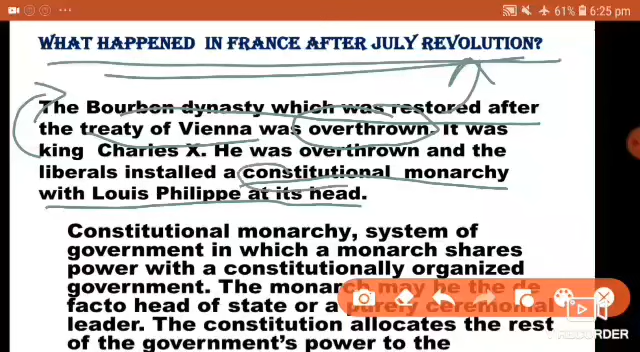 61% 6:25 pm
WHAT HAPPENED IN FRANCE AFTER JULY REVOLUTION?
The Bourbon dynasty which was restored after
the treaty of Vienna was overthrown. It was
king Charles X. He was overthrown and the
liberals installed a constitutional monarchy
with Louis Philippe at its head.
Constitutional monarchy, system of
government in which a monarch shares
power with a constitutionally organized
government. The monarch may be the de
facto head of state or a purely ceremonial
leader. The constitution allocates the rest
of the government's power to the
RECORDER